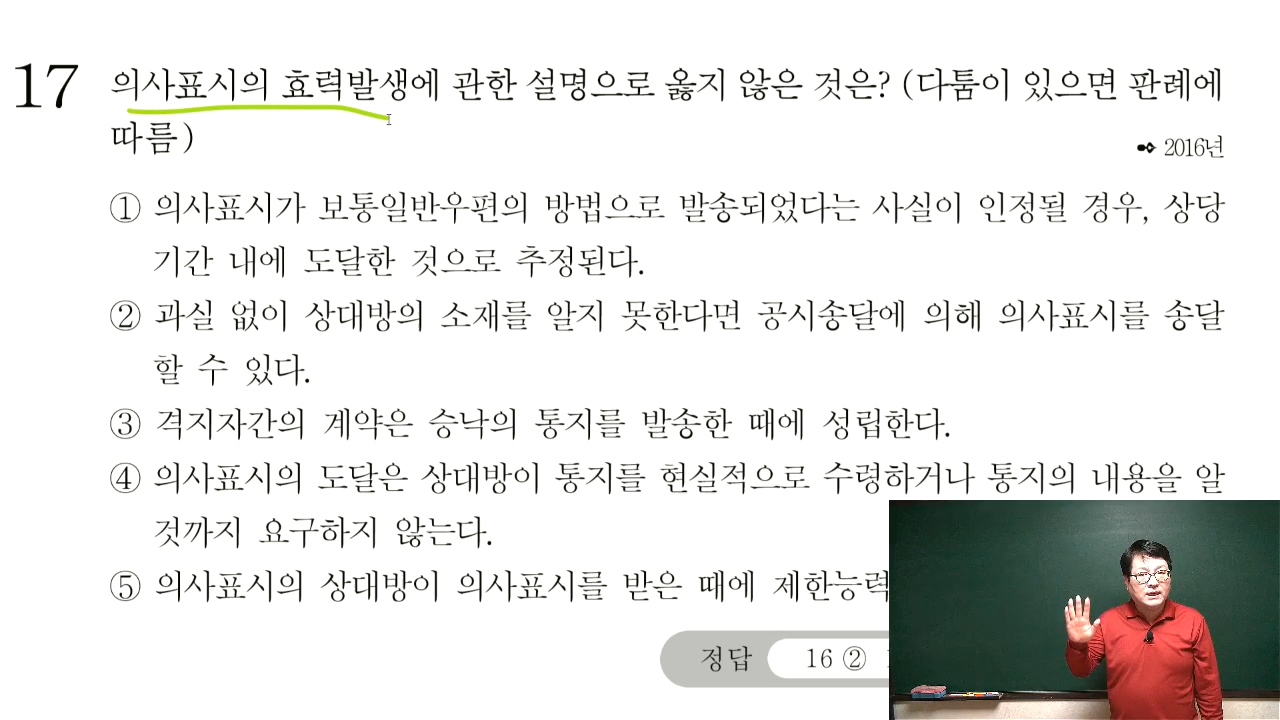 17 의사표시의 효력발생에 관한 설명으로 옳지 않은 것은? (다툼이 있으면 판례에
따름)
2016년
① 의사표시가 보통일반우편의 방법으로 발송되었다는 사실이 인정될 경우, 상당
기간 내에 도달한 것으로 추정된다.
② 과실 없이 상대방의 소재를 알지 못한다면 공시송달에 의해 의사표시를 송달
할 수 있다.
③ 격지자간의 계약은 승낙의 통지를 발송한 때에 성립한다.
④ 의사표시의 도달은 상대방이 통지를 현실적으로 수령하거나 통지의 내용을 알
것까지 요구하지 않는다.
⑤ 의사표시의 상대방이 의사표시를 받은 때에 제한능력
정답 16 ②